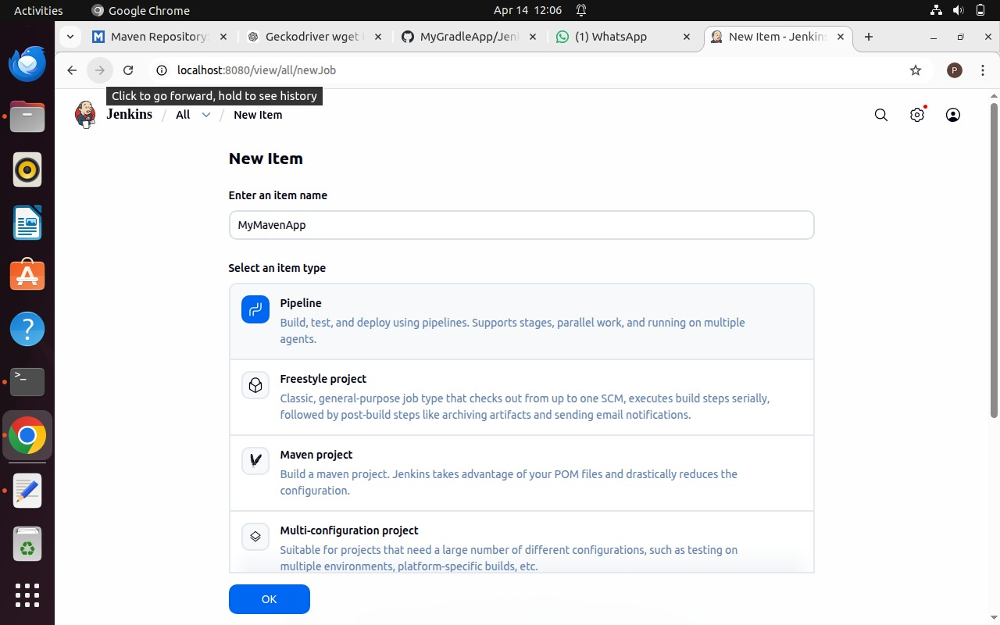 Activities
Google Chrome
Apr 14 12:06
Maven Repository:
Geckodriver wget
MyGradleApp/Jen
(1) WhatsApp
New Item - Jenkins
localhost:8080/view/all/newJob
Click to go forward, hold to see history
P
Jenkins / All / New Item
New Item
Enter an item name
MyMavenApp
Select an item type
Pipeline
Build, test, and deploy using pipelines. Supports stages, parallel work, and running on multiple
agents.
Freestyle project
Classic, general-purpose job type that checks out from up to one SCM, executes build steps serially,
followed by post-build steps like archiving artifacts and sending email notifications.
Maven project
Build a maven project. Jenkins takes advantage of your POM files and drastically reduces the
configuration.
Multi-configuration project
Suitable for projects that need a large number of different configurations, such as testing on
multiple environments, platform-specific builds, etc.
OK